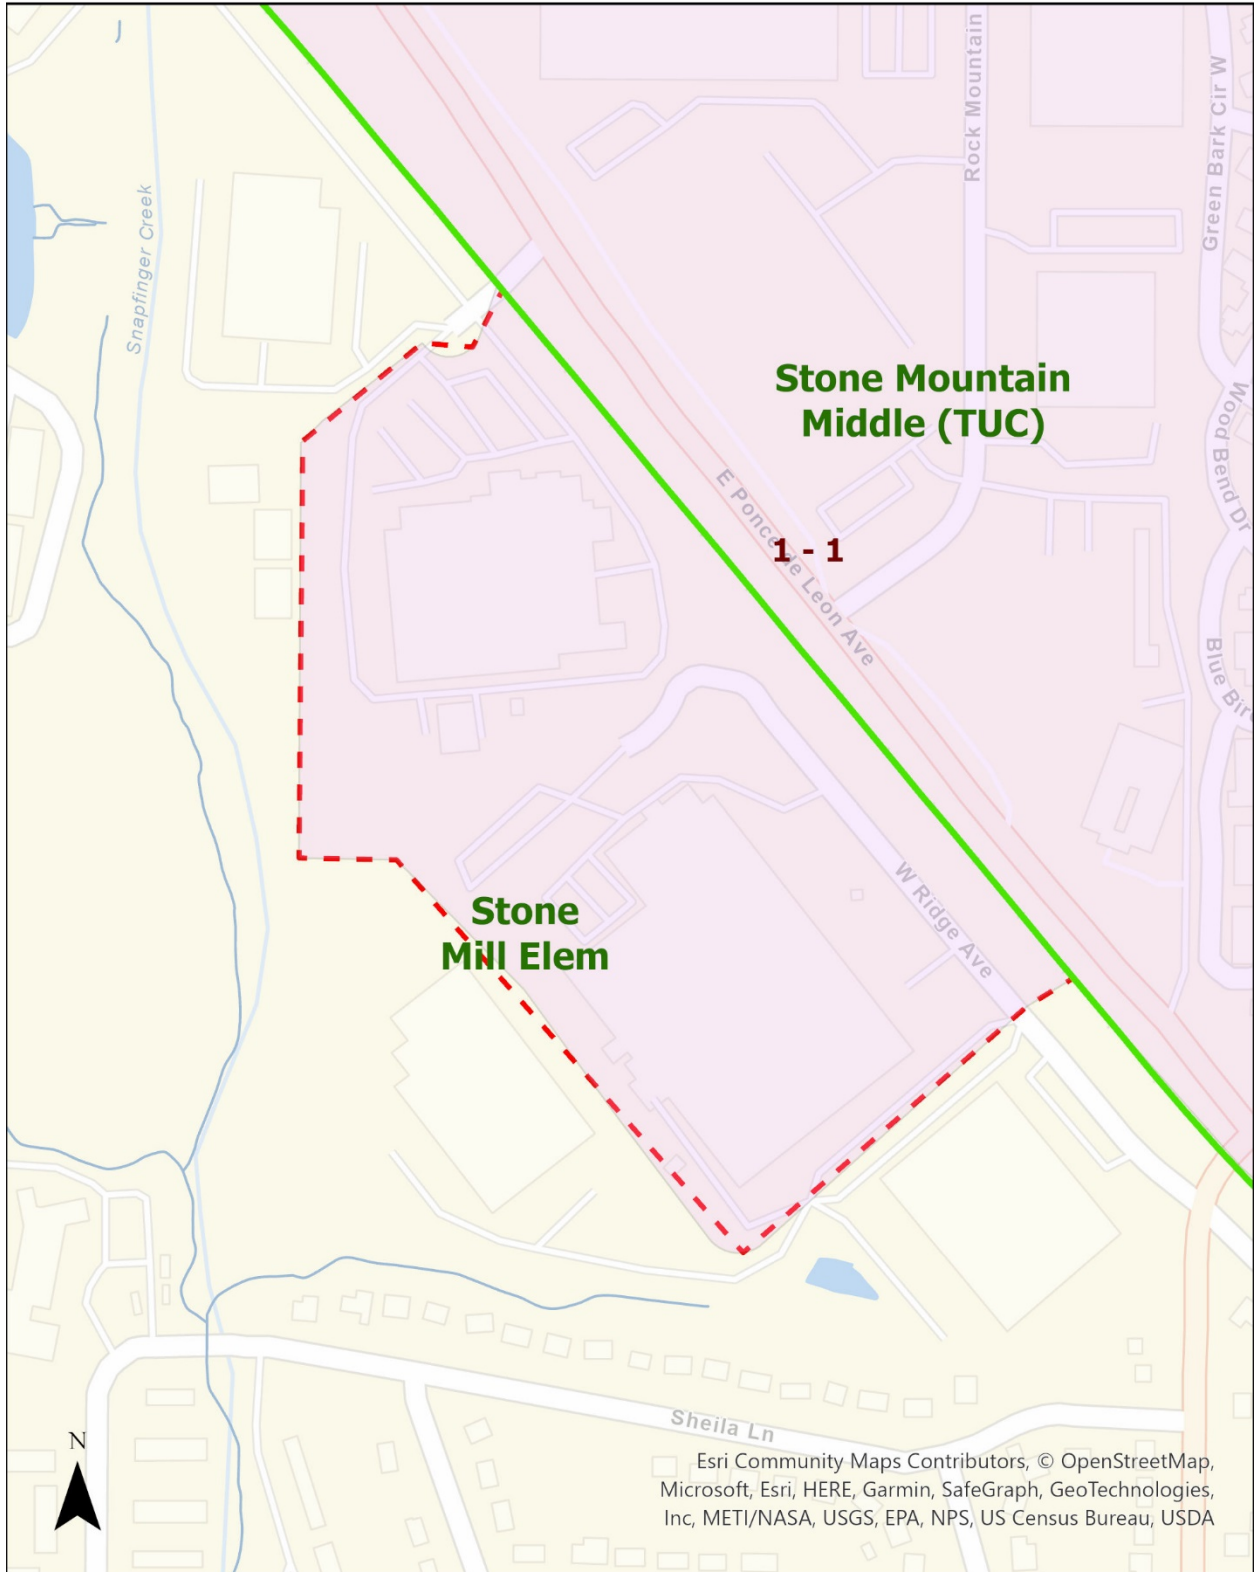 Rock Mountain
Green Bark Cir W
Snapfinger Creek
Stone Mountain
Middle (TUC)
Wood Bend Dr
E Ponce de Leon Ave
1 - 1
Blue Bir
W Ridge Ave
Stone
Mill Elem
Sheila Ln
N
Esri Community Maps Contributors, © OpenStreetMap,
Microsoft, Esri, HERE, Garmin, SafeGraph, GeoTechnologies,
Inc, METI/NASA, USGS, EPA, NPS, US Census Bureau, USDA